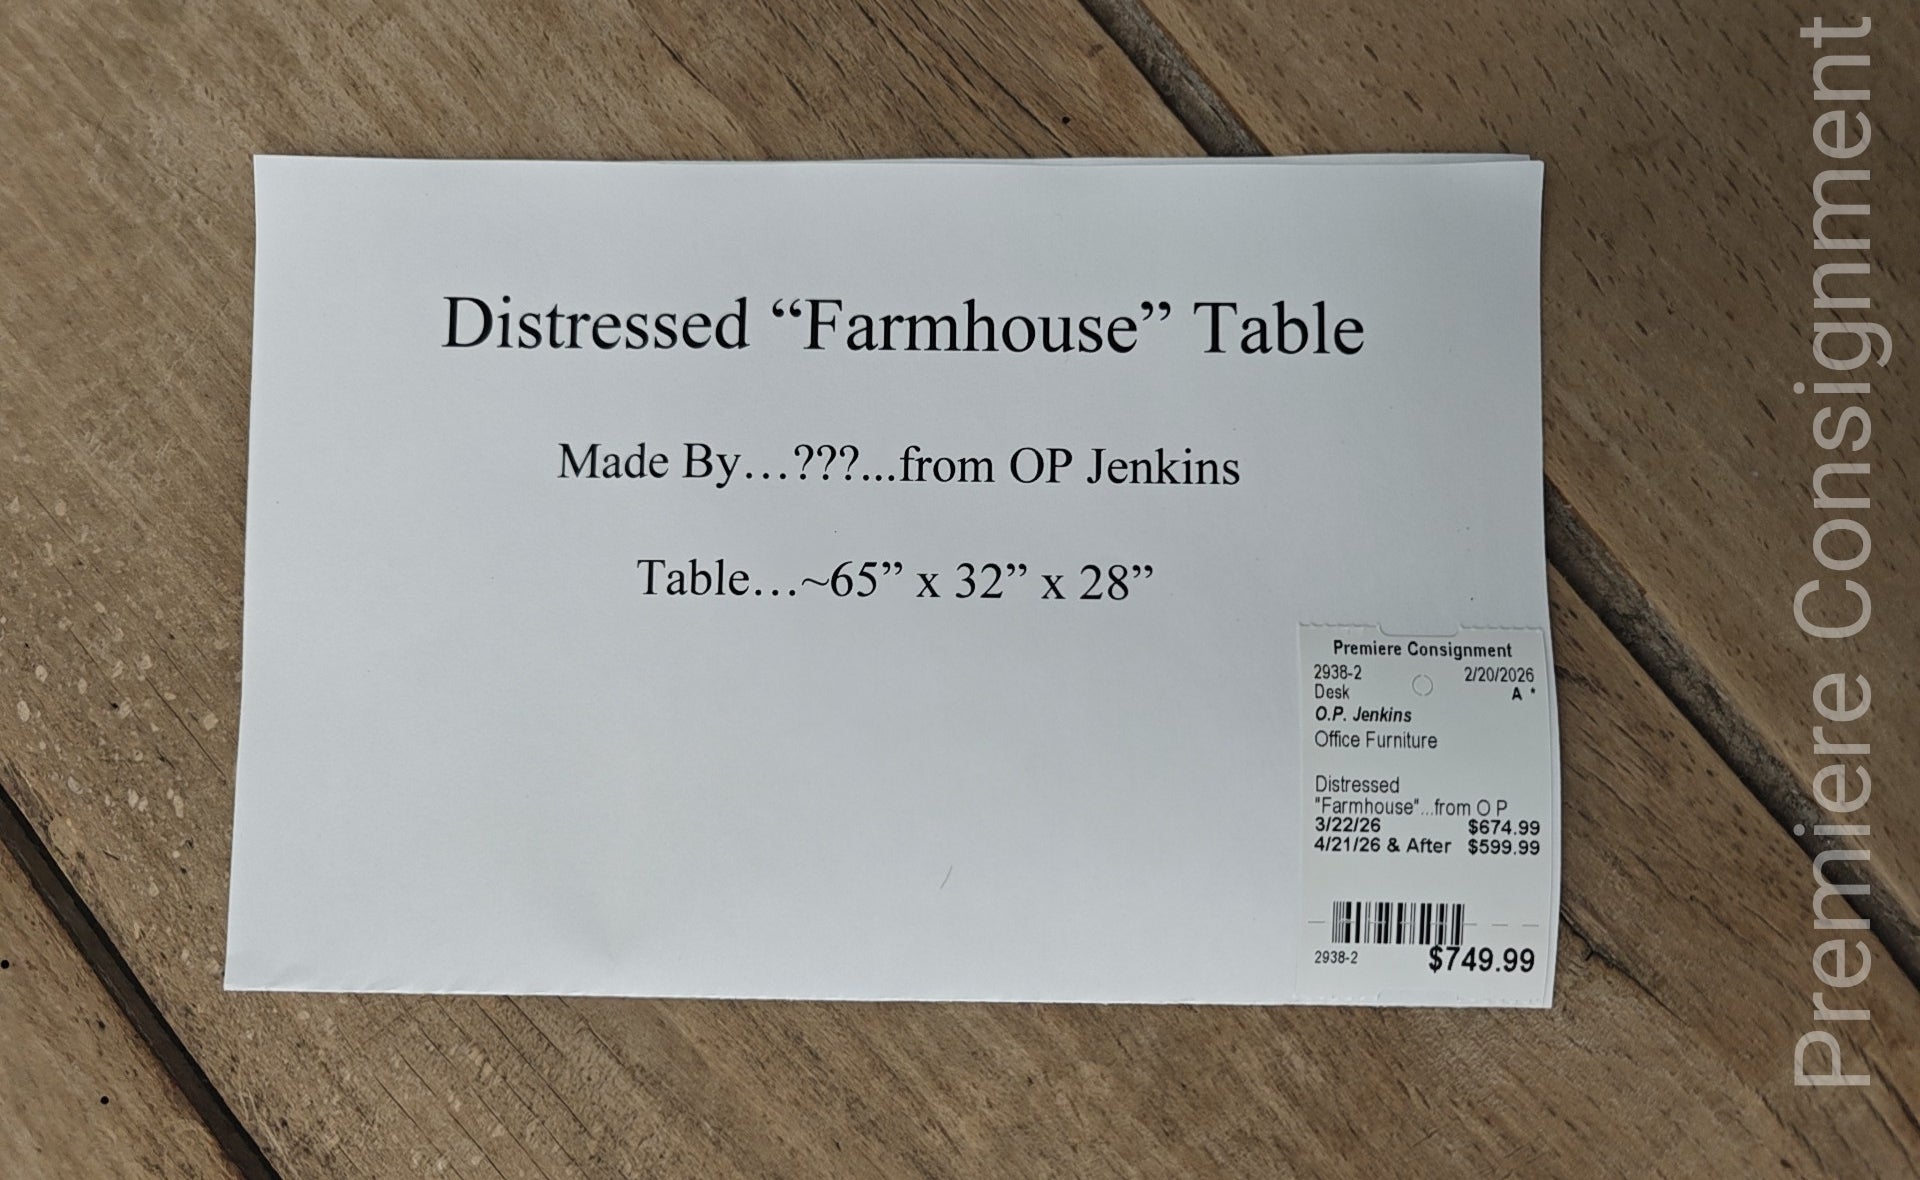 Distressed “Farmhouse” Table
Made By…???...from OP Jenkins
Table…~65” x 32” x 28”
Premiere Consignment
2938-2 2/20/2026
Desk A *
O.P. Jenkins
Office Furniture
Distressed
"Farmhouse"...from O P
3/22/26 $674.99
4/21/26 & After $599.99
2938-2 $749.99
Premiere Consignment